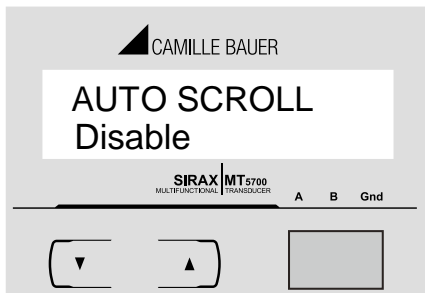 CAMILLE BAUER
AUTO SCROLL
Disable
SIRAX MT5700
MULTIFUNCTIONAL TRANSDUCER
A B Gnd